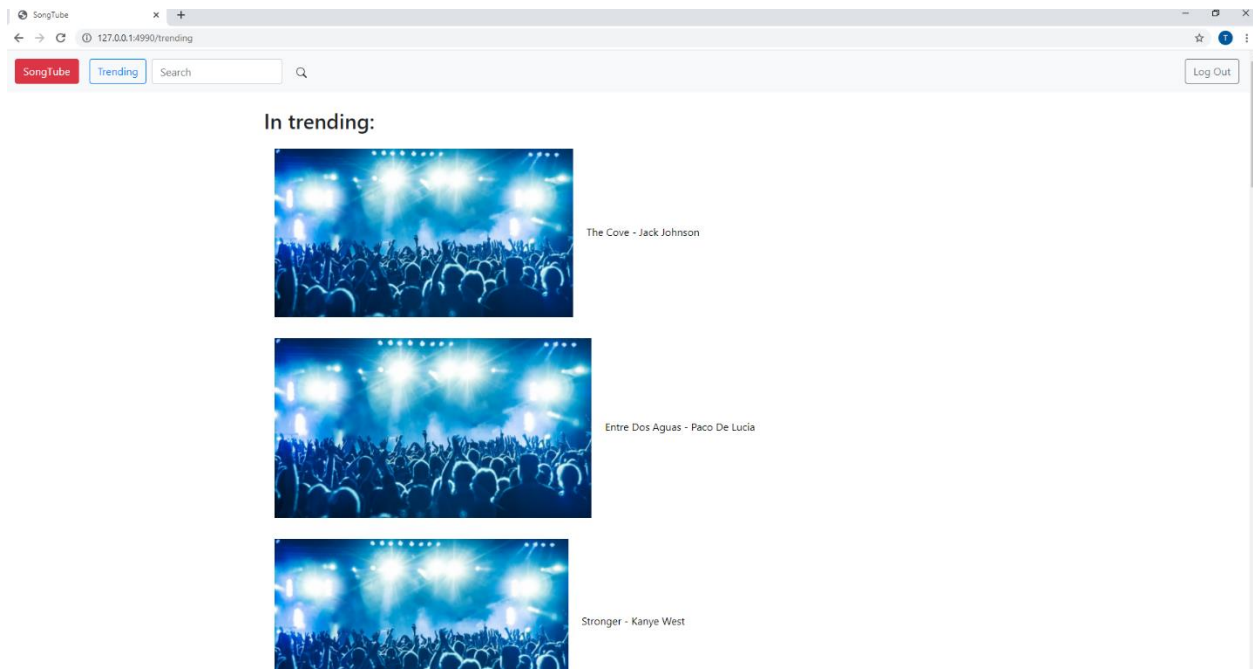 SongTube
127.0.0.1:4990/trending
T
SongTube Trending Search Log Out
In trending:
The Cove - Jack Johnson
Entre Dos Aguas - Paco De Lucia
Stronger - Kanye West